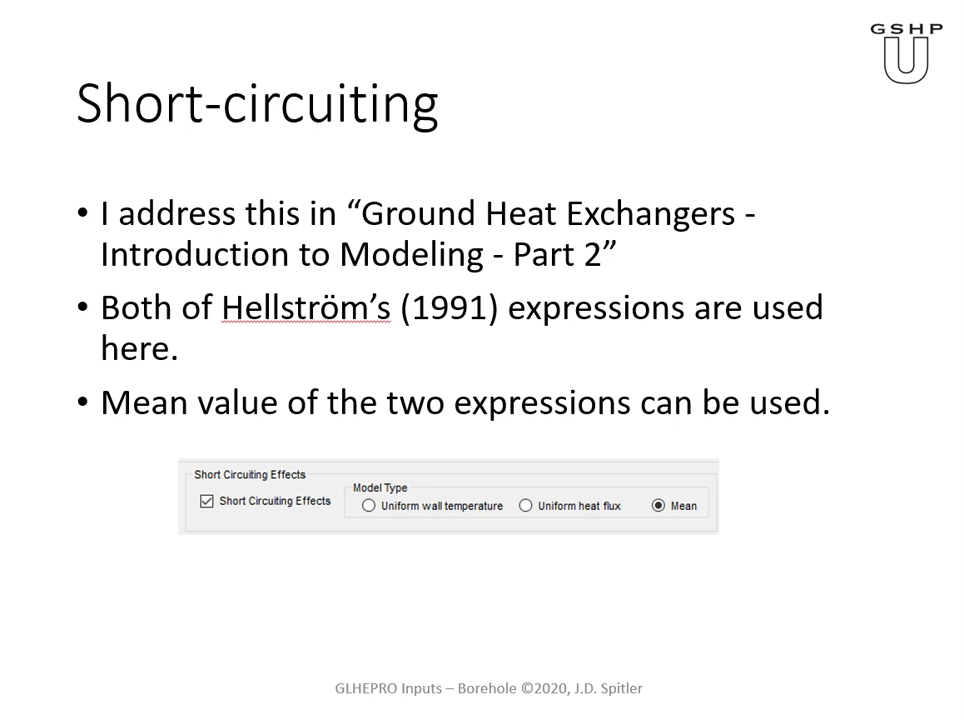 GSHP
U
Short-circuiting
• I address this in “Ground Heat Exchangers -
Introduction to Modeling - Part 2”
• Both of Hellström’s (1991) expressions are used
here.
• Mean value of the two expressions can be used.
Short Circuiting Effects
Model Type
Short Circuiting Effects
Uniform wall temperature
Uniform heat flux
Mean
GLHEPRO Inputs – Borehole ©2020, J.D. Spitler